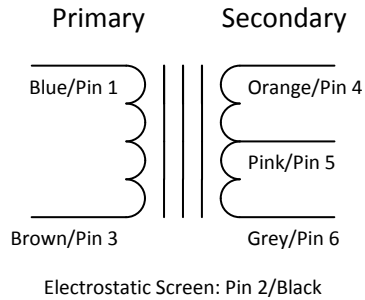 Primary
Secondary
Blue/Pin 1
Orange/Pin 4
Pink/Pin 5
Brown/Pin 3
Grey/Pin 6
Electrostatic Screen: Pin 2/Black